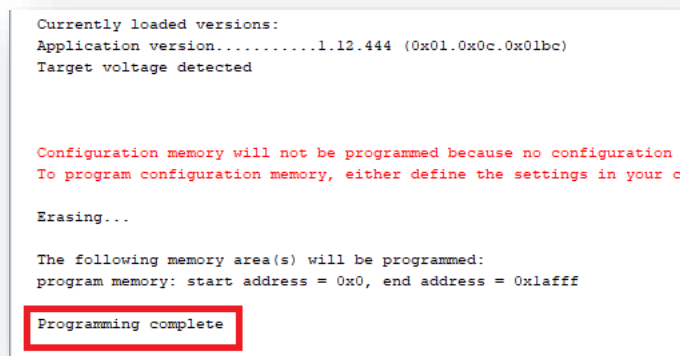 Currently loaded versions:
Application version...........1.12.444 (0x01.0x0c.0x01bc)
Target voltage detected
Configuration memory will not be programmed because no configuration
To program configuration memory, either define the settings in your c
Erasing...
The following memory area(s) will be programmed:
program memory: start address = 0x0, end address = 0x1afff
Programming complete